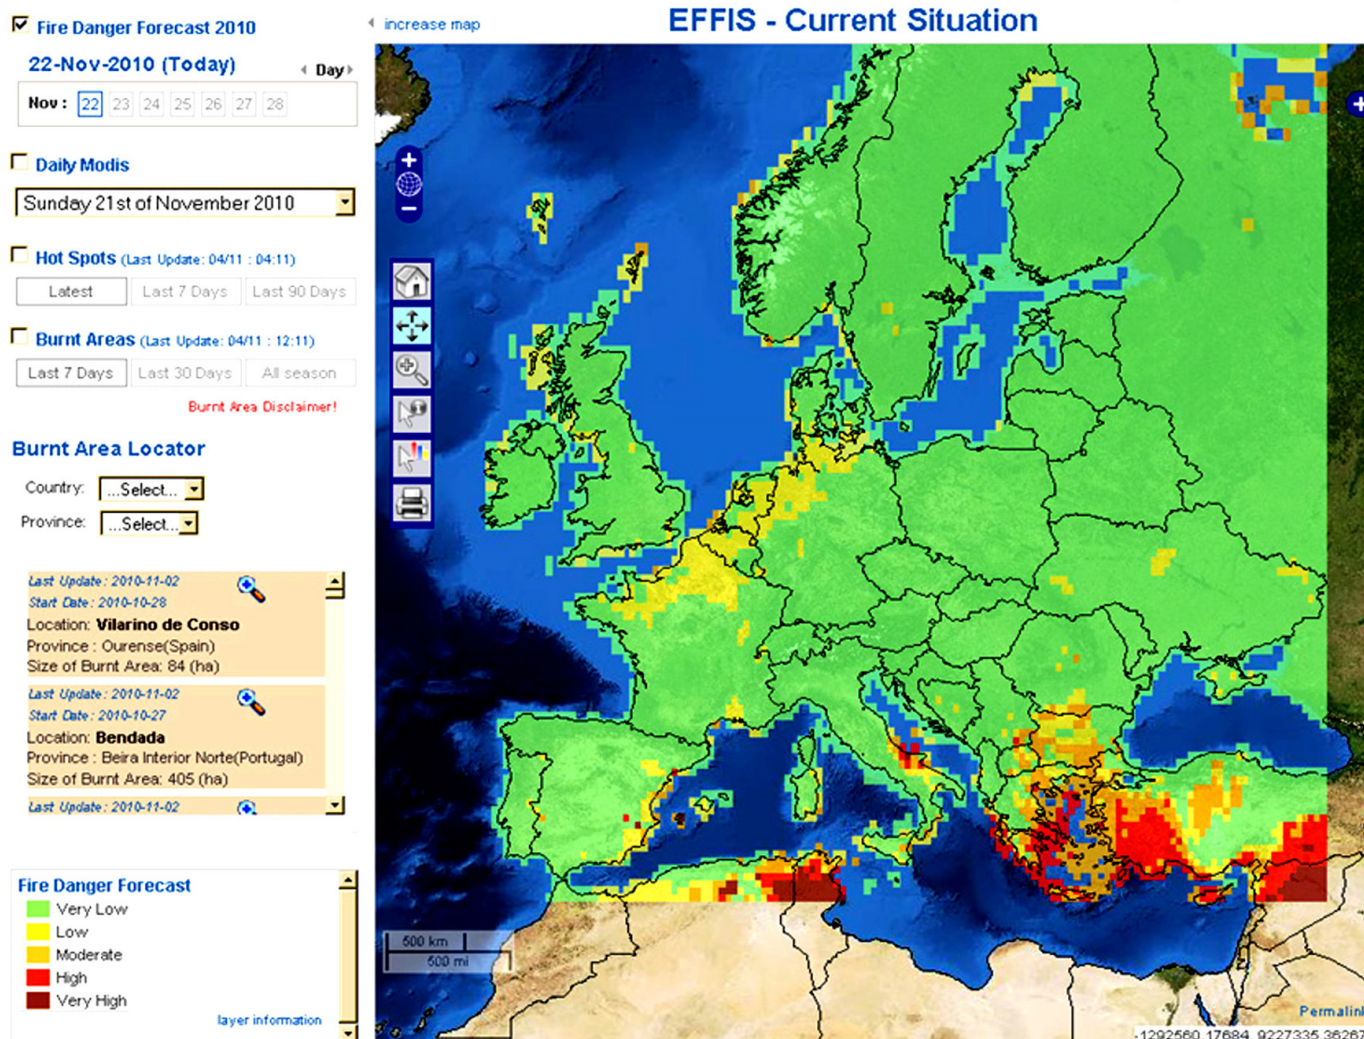 Fire Danger Forecast 2010
22-Nov-2010 (Today)
Day
Nov : 22 23 24 25 26 27 28
Daily Modis
Sunday 21st of November 2010
Hot Spots (Last Update: 04/11 : 04:11)
Latest Last 7 Days Last 90 Days
Burnt Areas (Last Update: 04/11 : 12:11)
Last 7 Days Last 30 Days All season
Burnt Area Disclaimer!
Burnt Area Locator
Country: ...Select...
Province: ...Select...
Last Update: 2010-11-02
Start Date: 2010-10-28
Location: Vilarino de Conso
Province : Ourense(Spain)
Size of Burnt Area: 84 (ha)
Last Update: 2010-11-02
Start Date: 2010-10-27
Location: Bendada
Province : Beira Interior Norte(Portugal)
Size of Burnt Area: 405 (ha)
Last Update: 2010-11-02
Fire Danger Forecast
Very Low
Low
Moderate
High
Very High
layer information
increase map
EFFIS - Current Situation
500 km
500 mi
Permalink
-1292560.17684, 9227335.36267